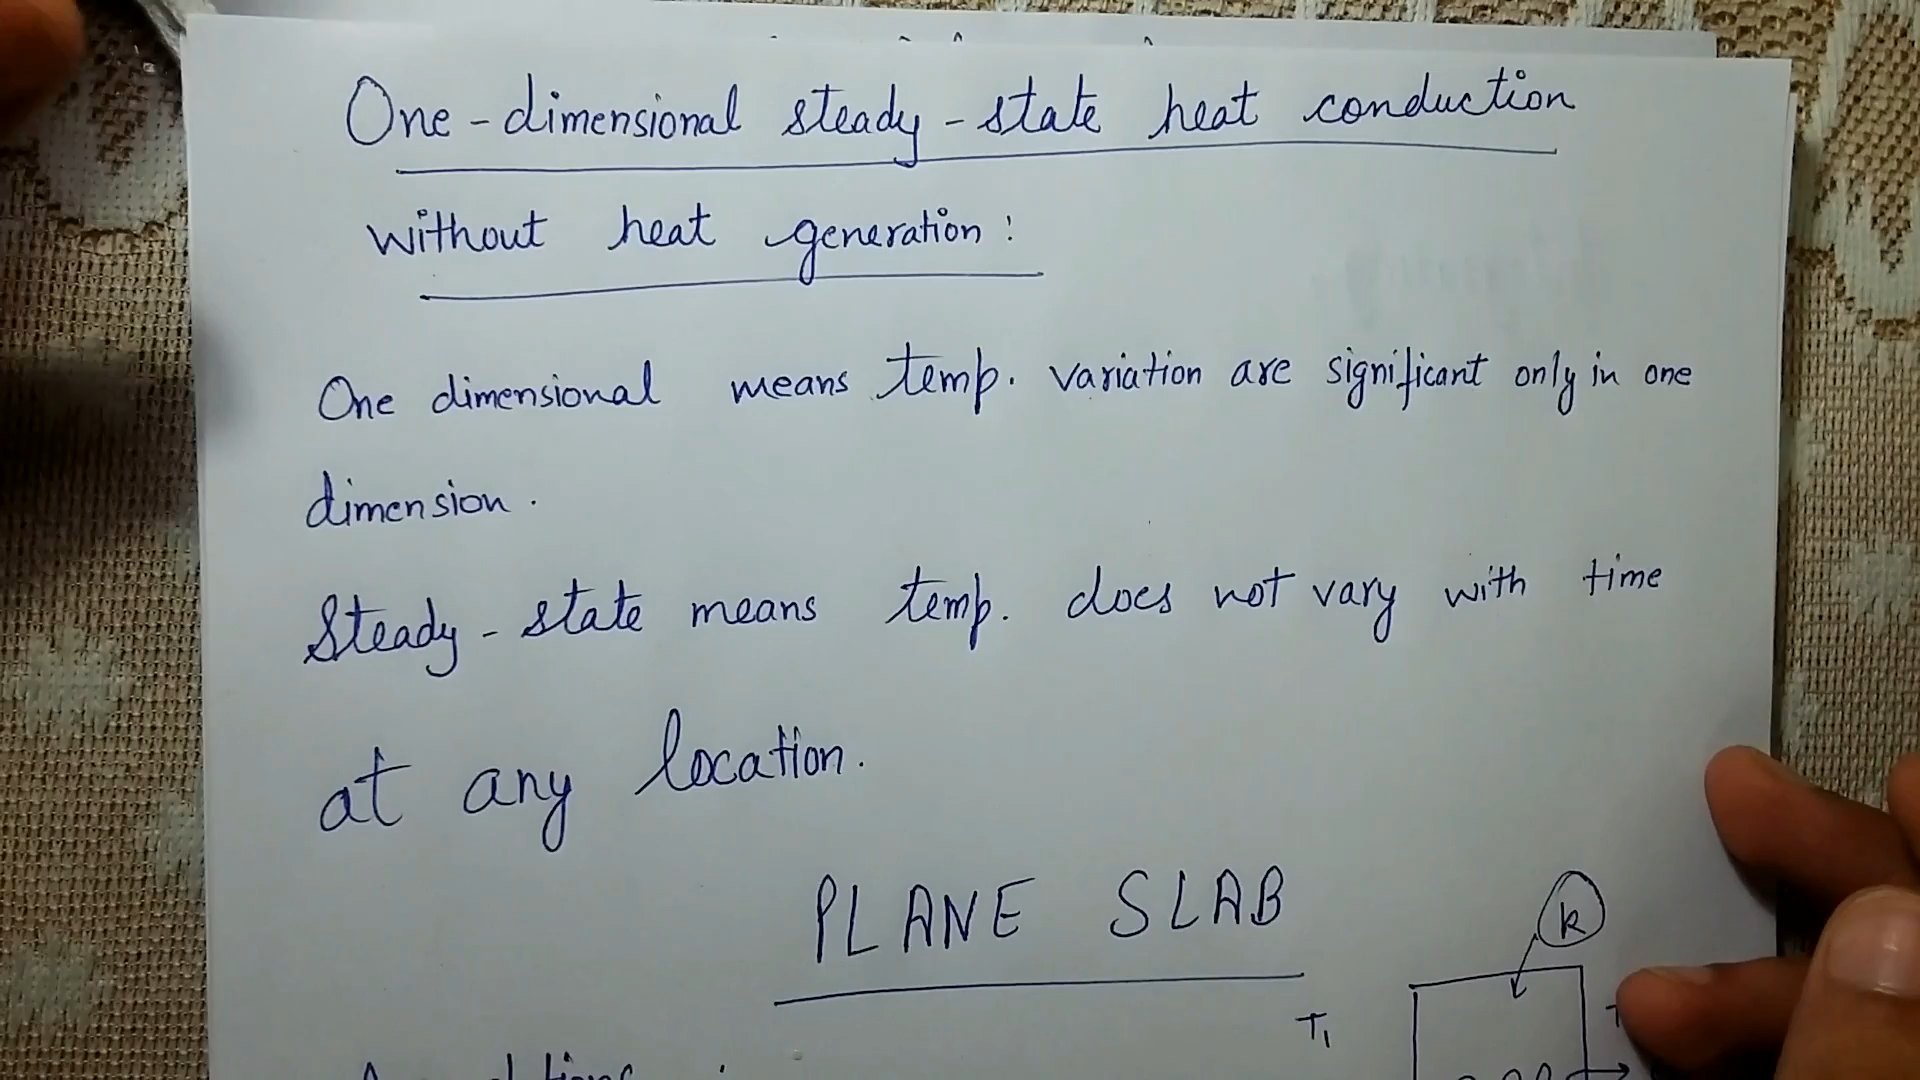 One-dimensional steady-state heat conduction
without heat generation:
One dimensional means temp. variation are significant only in one
dimension.
Steady-state means temp. does not vary with time
at any location.
PLANE SLAB
k
T1